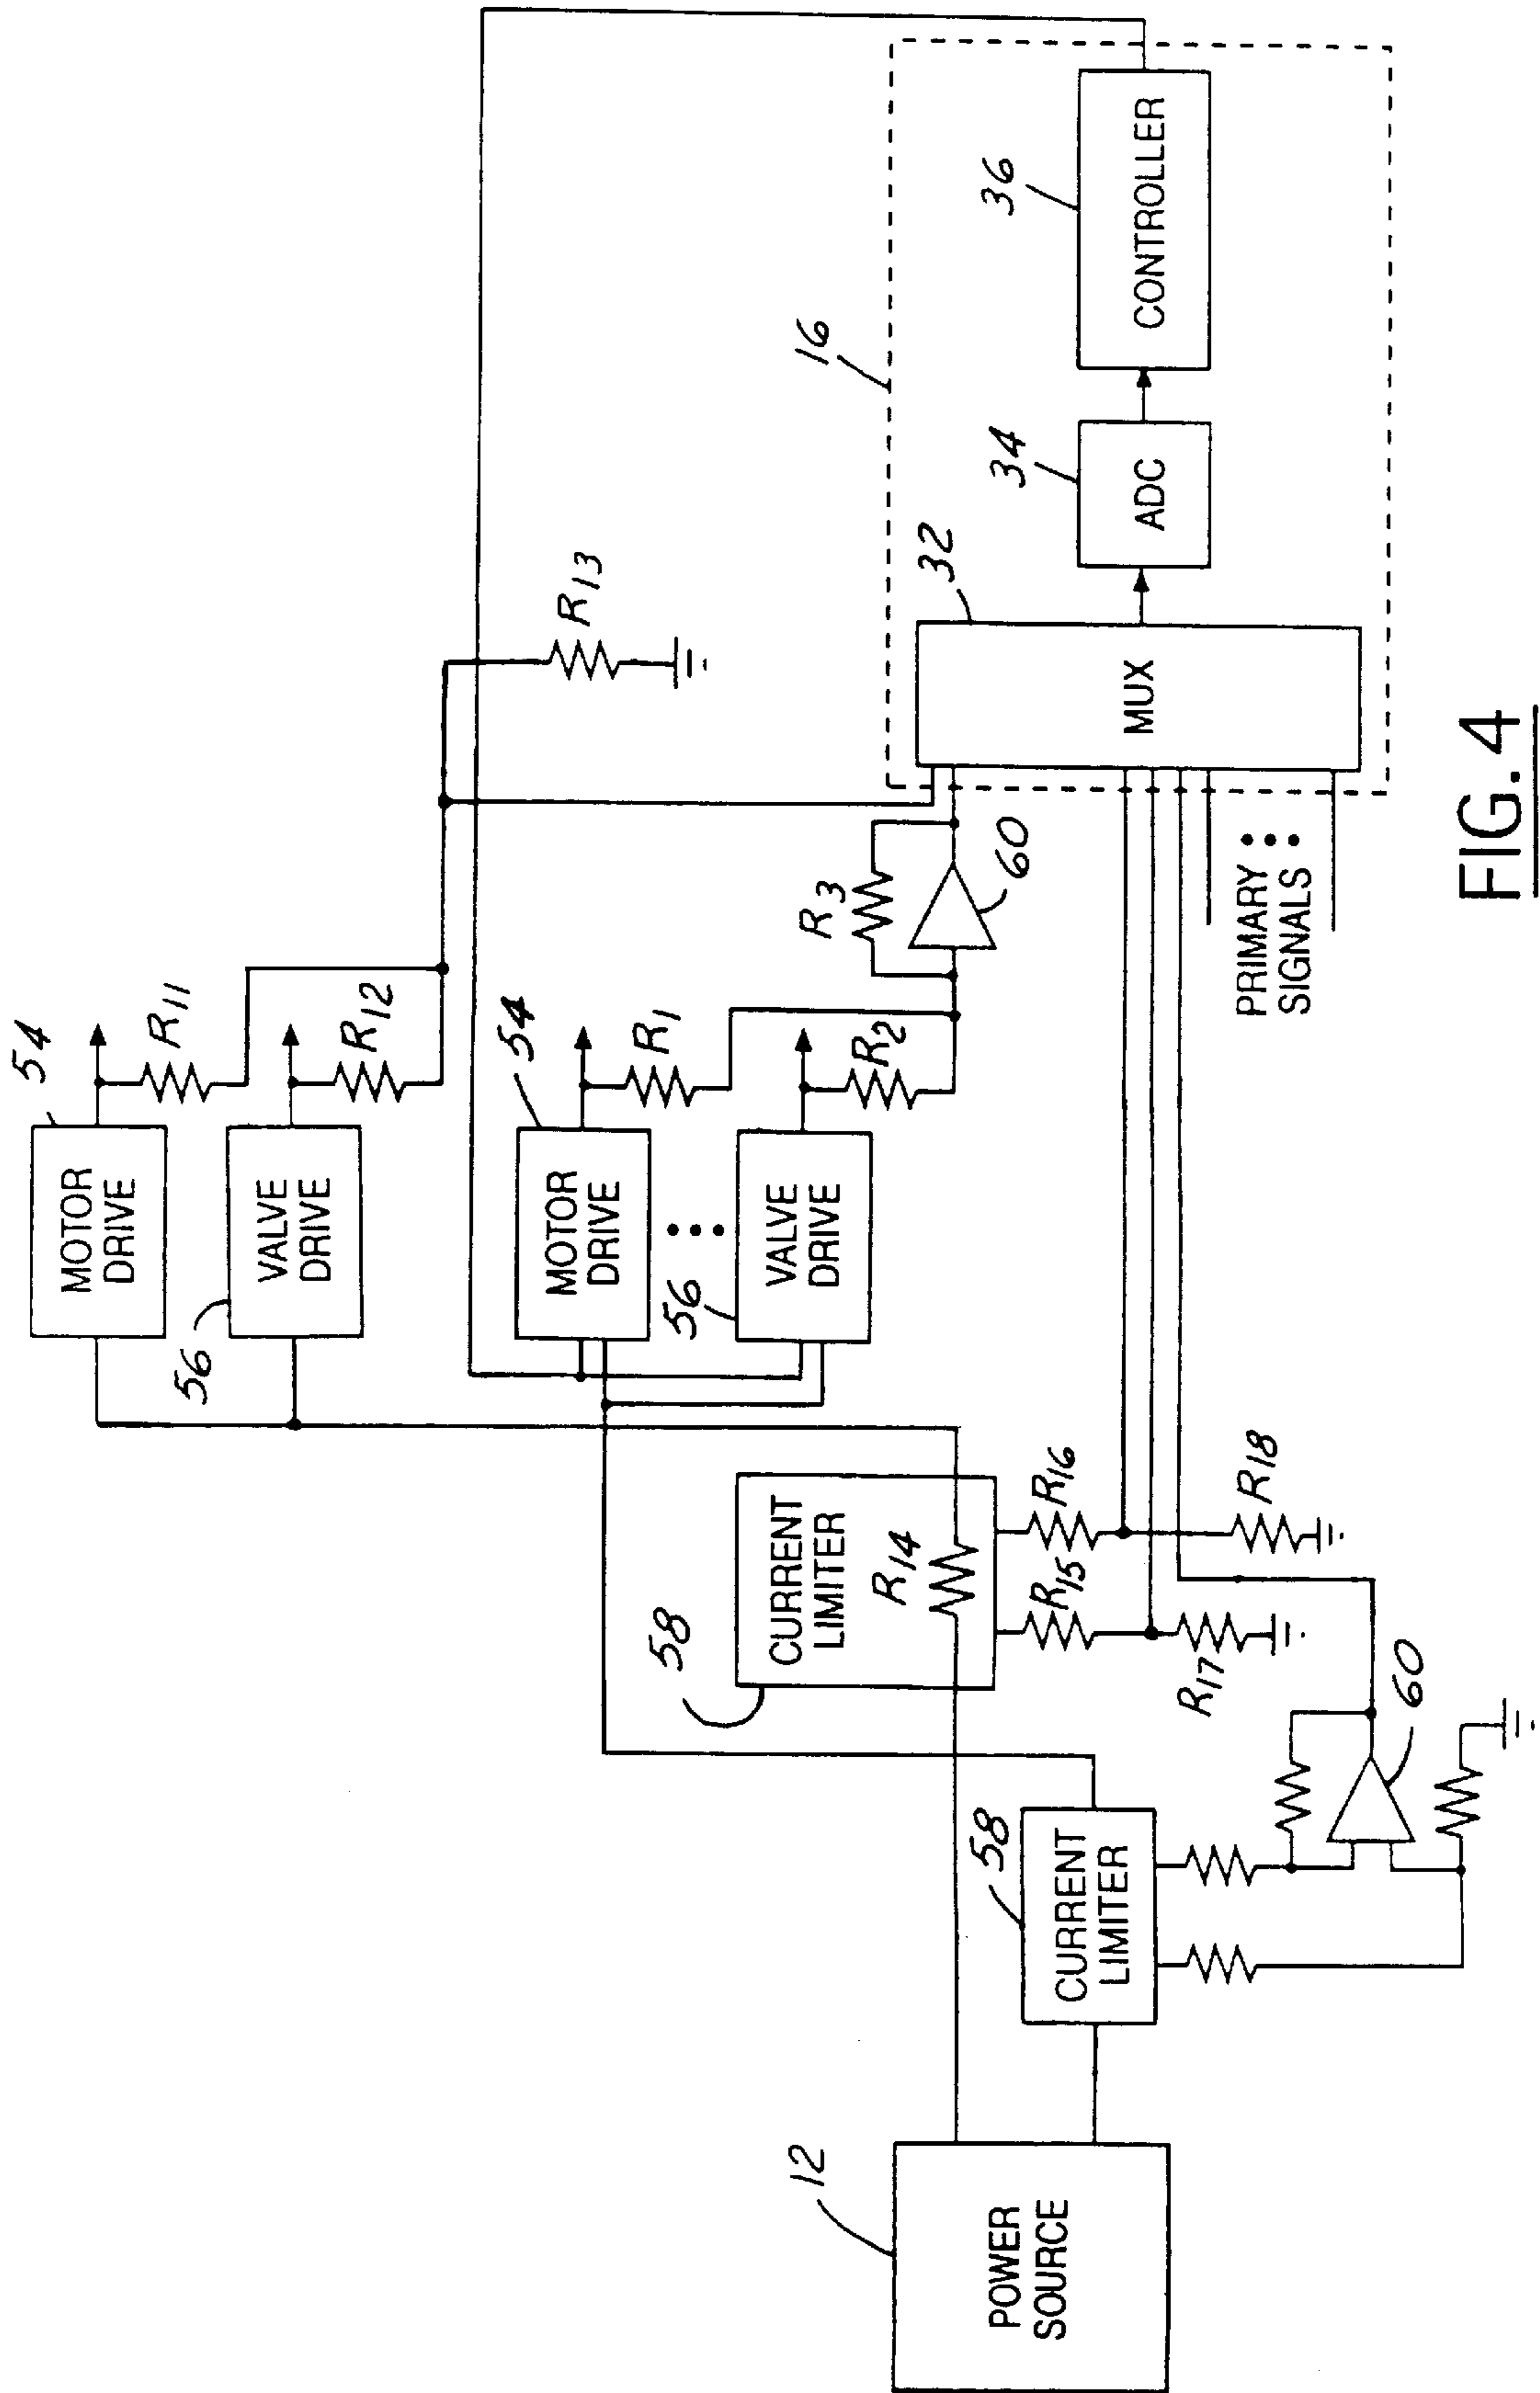 54
MOTOR
DRIVE
R11
56
VALVE
DRIVE
R12
R13
54
MOTOR
DRIVE
R1
56
VALVE
DRIVE
R2
R3
60
16
32
MUX
34
ADC
36
CONTROLLER
PRIMARY
SIGNALS
58
CURRENT
LIMITER
R14
R15
R16
R17
R18
58
CURRENT
LIMITER
60
12
POWER
SOURCE
FIG. 4